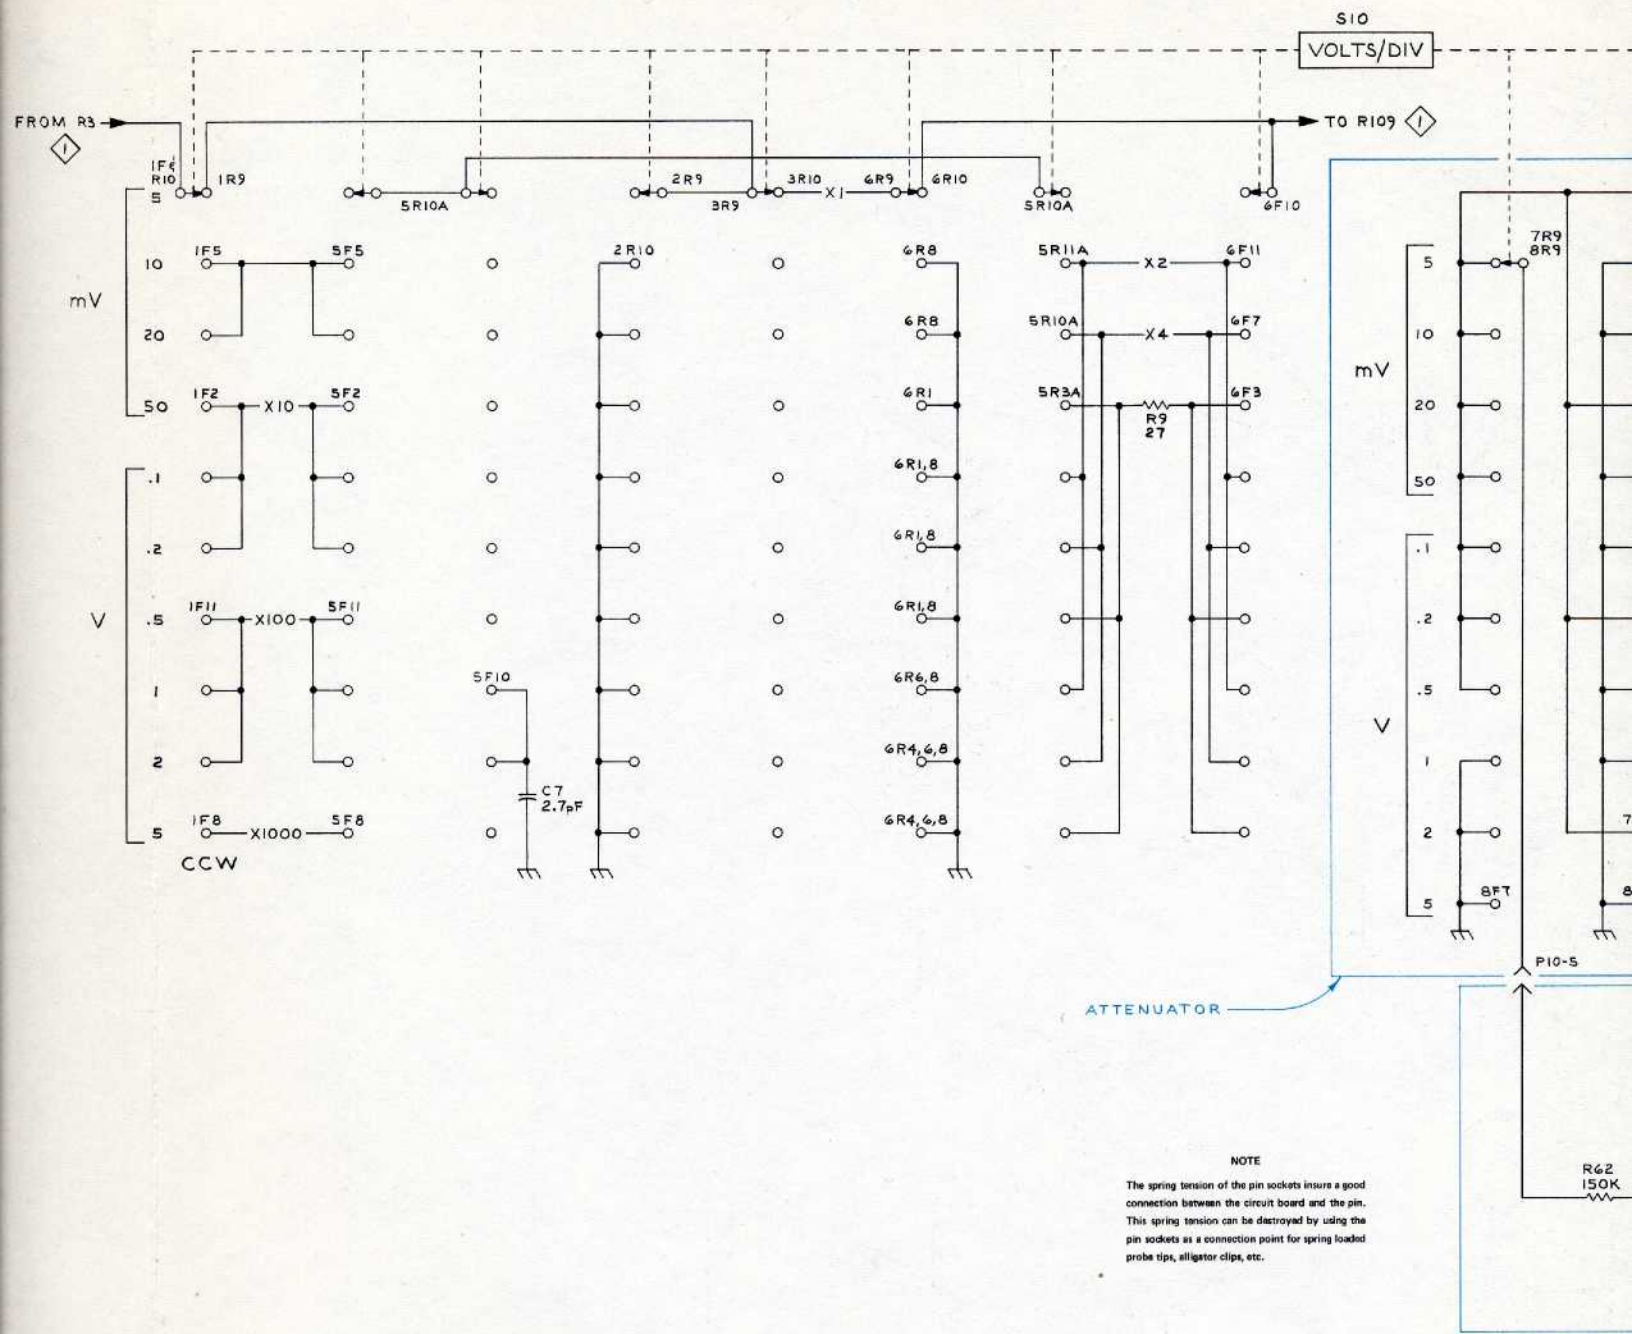 S10
VOLTS/DIV
FROM R3
1
TO R109
1
1F&
R10
5
1R9
5R10A
2R9
3R9
3R10
X1
6R9
6R10
5R10A
6F10
10
1F5
5F5
2R10
6R8
5R11A
X2
6F11
mV
20
6R8
5R10A
X4
6F7
50
1F2
X10
5F2
6R1
5R3A
R9
27
6F3
.1
6R1,8
.2
6R1,8
V
.5
1F11
X100
5F11
6R1,8
1
5F10
6R6,8
2
6R4,6,8
C7
2.7pF
5
1F8
X1000
5F8
6R4,6,8
CCW
5
7R9
8R9
10
mV
20
50
.1
.2
.5
V
1
2
7
5
8F7
8
P10-5
ATTENUATOR
R62
150K
NOTE
The spring tension of the pin sockets insure a good
connection between the circuit board and the pin.
This spring tension can be destroyed by using the
pin sockets as a connection point for spring loaded
probe tips, alligator clips, etc.